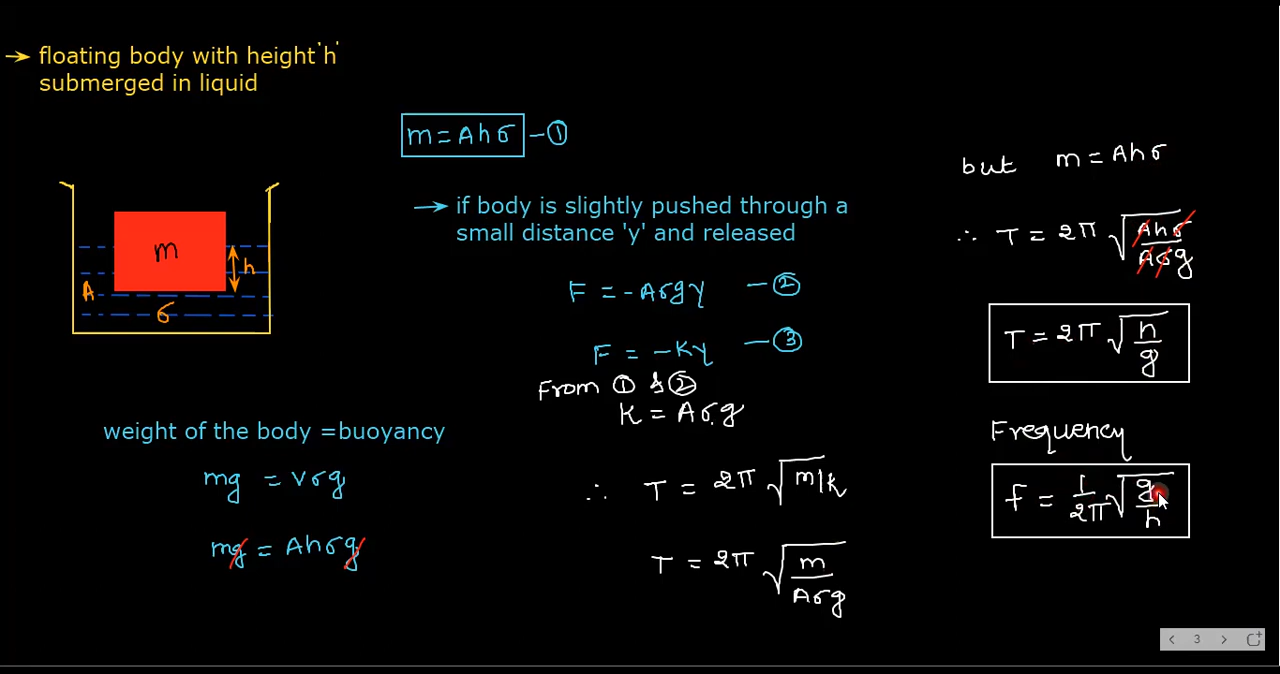 → floating body with height 'h'
submerged in liquid
m
h
A
σ
weight of the body =buoyancy
mg = vσg
mg = Ahσg
m = Ahσ –①
→ if body is slightly pushed through a
small distance 'y' and released
F = -Aσgy –②
F = -Ky –③
From ① & ②
K = Aσ.g
∴ T = 2π √m/k
T = 2π √m/Aσg
but m = Ahσ
∴ T = 2π √Ahσ/Aσg
T = 2π √h/g
Frequency
f = 1/2π √g/h
3